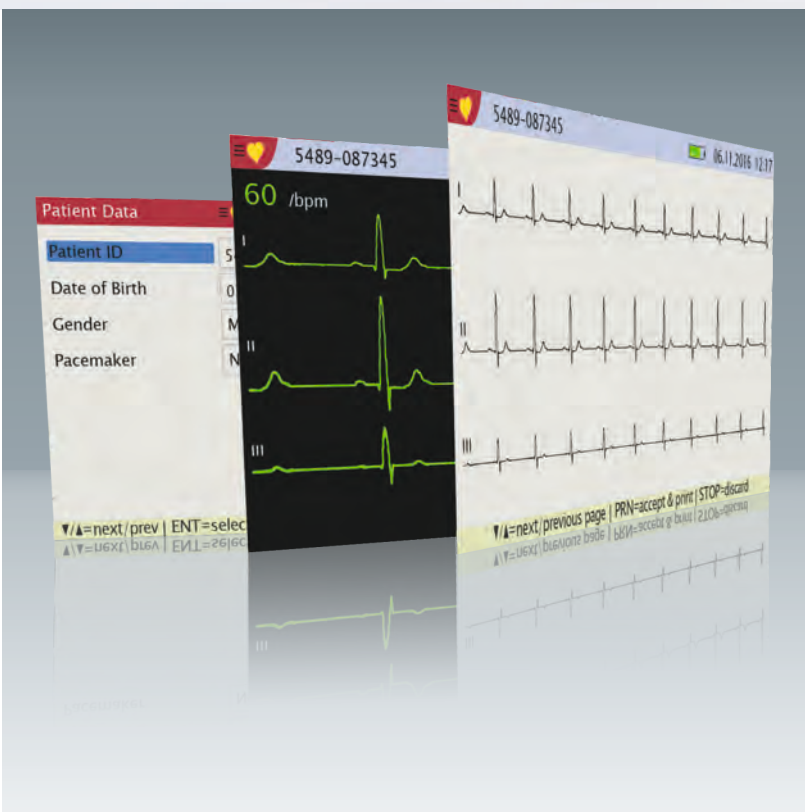 Patient Data
Patient ID
Date of Birth
Gender
Pacemaker
▼/▲=next/prev | ENT=selec
5489-087345
60 /bpm
I
II
III
5489-087345
06.11.2016 12:17
I
II
III
▼/▲=next/previous page | PRN=accept & print | STOP=discard